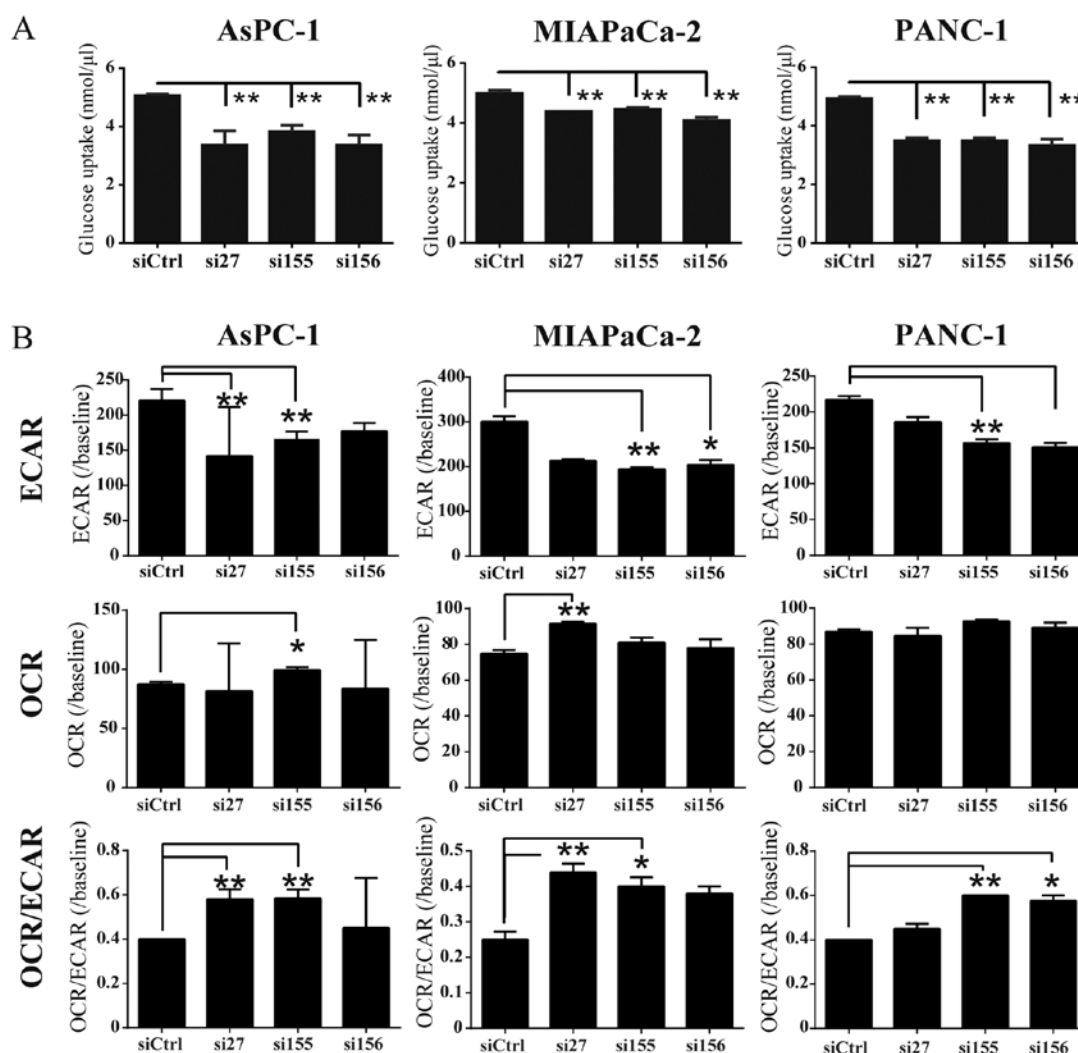 A
AsPC-1 MIAPaCa-2 PANC-1
Glucose uptake (nmol/µl) Glucose uptake (nmol/µl) Glucose uptake (nmol/µl)
6 6 6
** ** ** ** ** ** ** ** **
4 4 4
2 2 2
0 0 0
siCtrl si27 si155 si156 siCtrl si27 si155 si156 siCtrl si27 si155 si156
B
AsPC-1 MIAPaCa-2 PANC-1
ECAR
ECAR (/baseline)
250
200
150
100
50
0
** **
siCtrl si27 si155 si156
ECAR (/baseline)
400
300
200
100
0
** *
siCtrl si27 si155 si156
ECAR (/baseline)
250
200
150
100
50
0
**
siCtrl si27 si155 si156
OCR
OCR (/baseline)
150
100
50
0
*
siCtrl si27 si155 si156
OCR (/baseline)
100
80
60
40
20
0
**
siCtrl si27 si155 si156
OCR (/baseline)
100
80
60
40
20
0
siCtrl si27 si155 si156
OCR/ECAR
OCR/ECAR (/baseline)
0.8
0.6
0.4
0.2
0
** **
siCtrl si27 si155 si156
OCR/ECAR (/baseline)
0.5
0.4
0.3
0.2
0.1
0
** *
siCtrl si27 si155 si156
OCR/ECAR (/baseline)
0.8
0.6
0.4
0.2
0
** *
siCtrl si27 si155 si156